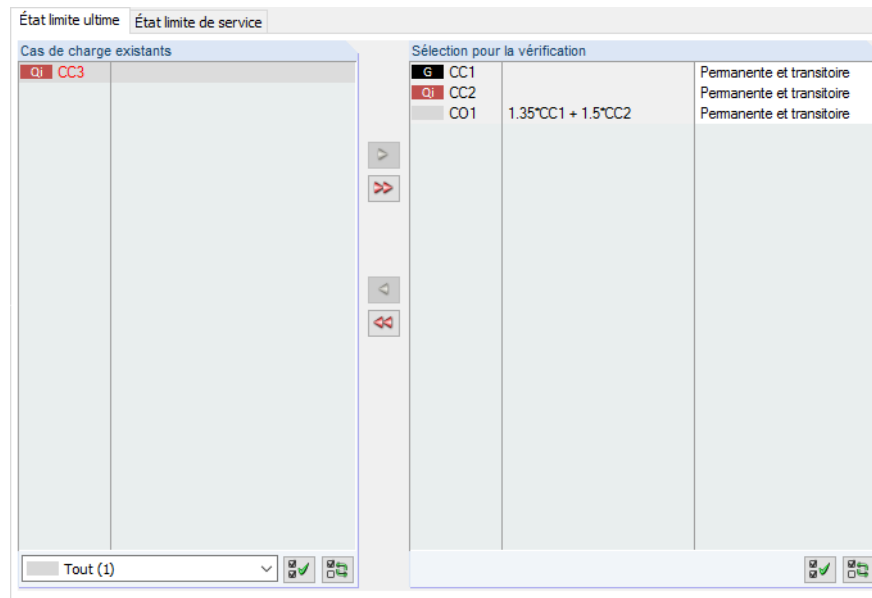 État limite ultime État limite de service
Cas de charge existants Sélection pour la vérification
Qi CC3
G CC1 Permanente et transitoire
Qi CC2 Permanente et transitoire
CO1 1.35*CC1 + 1.5*CC2 Permanente et transitoire
Tout (1)